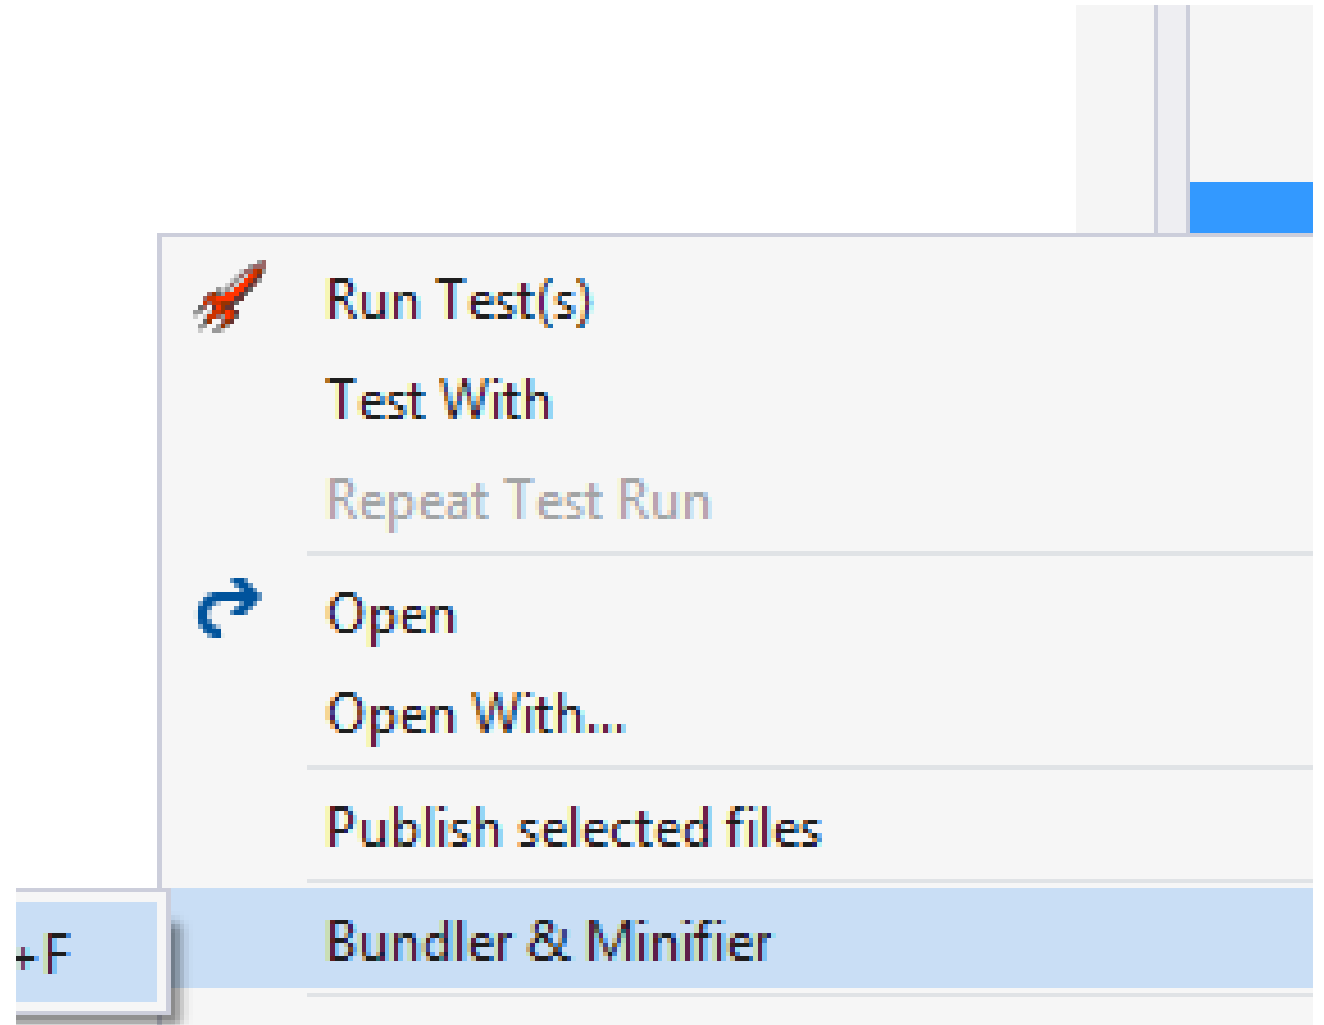 Run Test(s)
Test With
Repeat Test Run
Open
Open With...
Publish selected files
Bundler & Minifier
+F